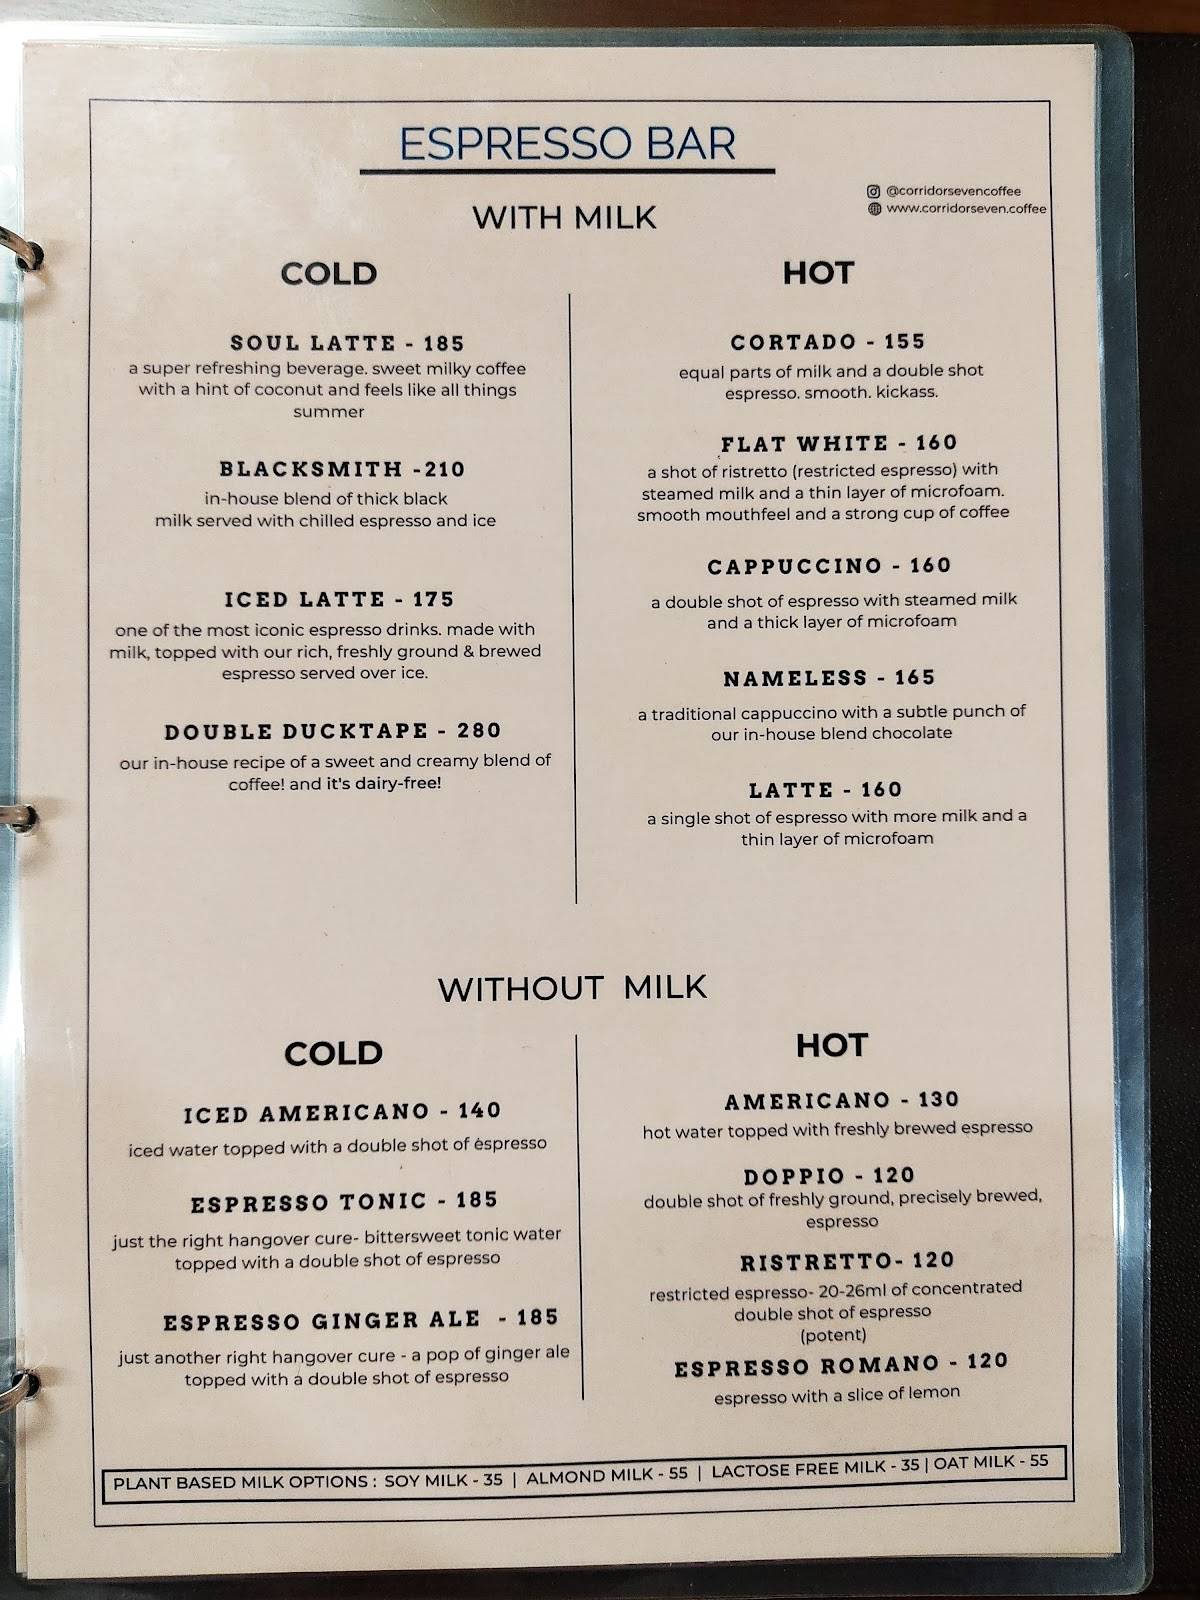 ESPRESSO BAR
@corridorsevencoffee
www.corridorseven.coffee
WITH MILK
COLD
SOUL LATTE - 185
a super refreshing beverage. sweet milky coffee
with a hint of coconut and feels like all things
summer
BLACKSMITH -210
in-house blend of thick black
milk served with chilled espresso and ice
ICED LATTE - 175
one of the most iconic espresso drinks. made with
milk, topped with our rich, freshly ground & brewed
espresso served over ice.
DOUBLE DUCKTAPE - 280
our in-house recipe of a sweet and creamy blend of
coffee! and it's dairy-free!
HOT
CORTADO - 155
equal parts of milk and a double shot
espresso. smooth. kickass.
FLAT WHITE - 160
a shot of ristretto (restricted espresso) with
steamed milk and a thin layer of microfoam.
smooth mouthfeel and a strong cup of coffee
CAPPUCCINO - 160
a double shot of espresso with steamed milk
and a thick layer of microfoam
NAMELESS - 165
a traditional cappuccino with a subtle punch of
our in-house blend chocolate
LATTE - 160
a single shot of espresso with more milk and a
thin layer of microfoam
WITHOUT MILK
COLD
ICED AMERICANO - 140
iced water topped with a double shot of espresso
ESPRESSO TONIC - 185
just the right hangover cure- bittersweet tonic water
topped with a double shot of espresso
ESPRESSO GINGER ALE - 185
just another right hangover cure - a pop of ginger ale
topped with a double shot of espresso
HOT
AMERICANO - 130
hot water topped with freshly brewed espresso
DOPPIO - 120
double shot of freshly ground, precisely brewed,
espresso
RISTRETTO- 120
restricted espresso- 20-26ml of concentrated
double shot of espresso
(potent)
ESPRESSO ROMANO - 120
espresso with a slice of lemon
PLANT BASED MILK OPTIONS : SOY MILK - 35 | ALMOND MILK - 55 | LACTOSE FREE MILK - 35 | OAT MILK - 55